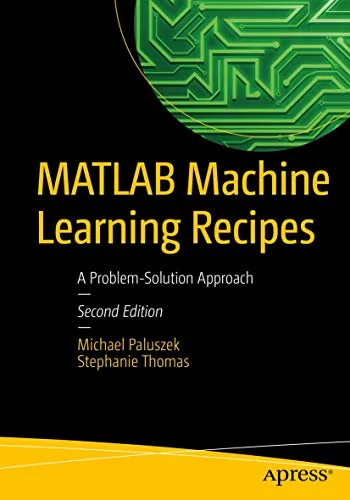 MATLAB Machine
Learning Recipes
A Problem-Solution Approach
—
Second Edition
—
Michael Paluszek
Stephanie Thomas
Apress®